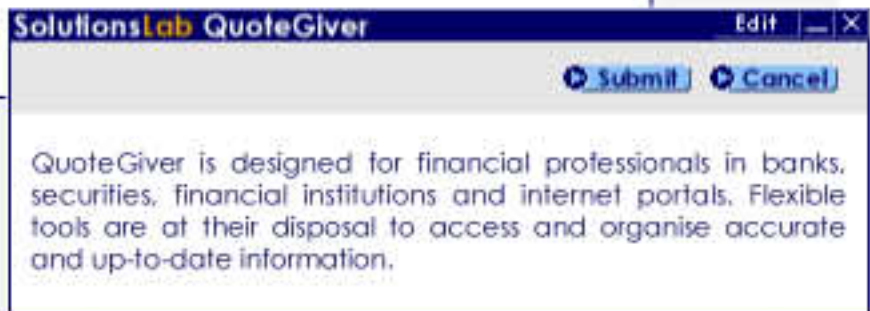 SolutionsLab QuoteGiver Edit
Submit Cancel
QuoteGiver is designed for financial professionals in banks,
securities, financial institutions and internet portals. Flexible
tools are at their disposal to access and organise accurate
and up-to-date information.